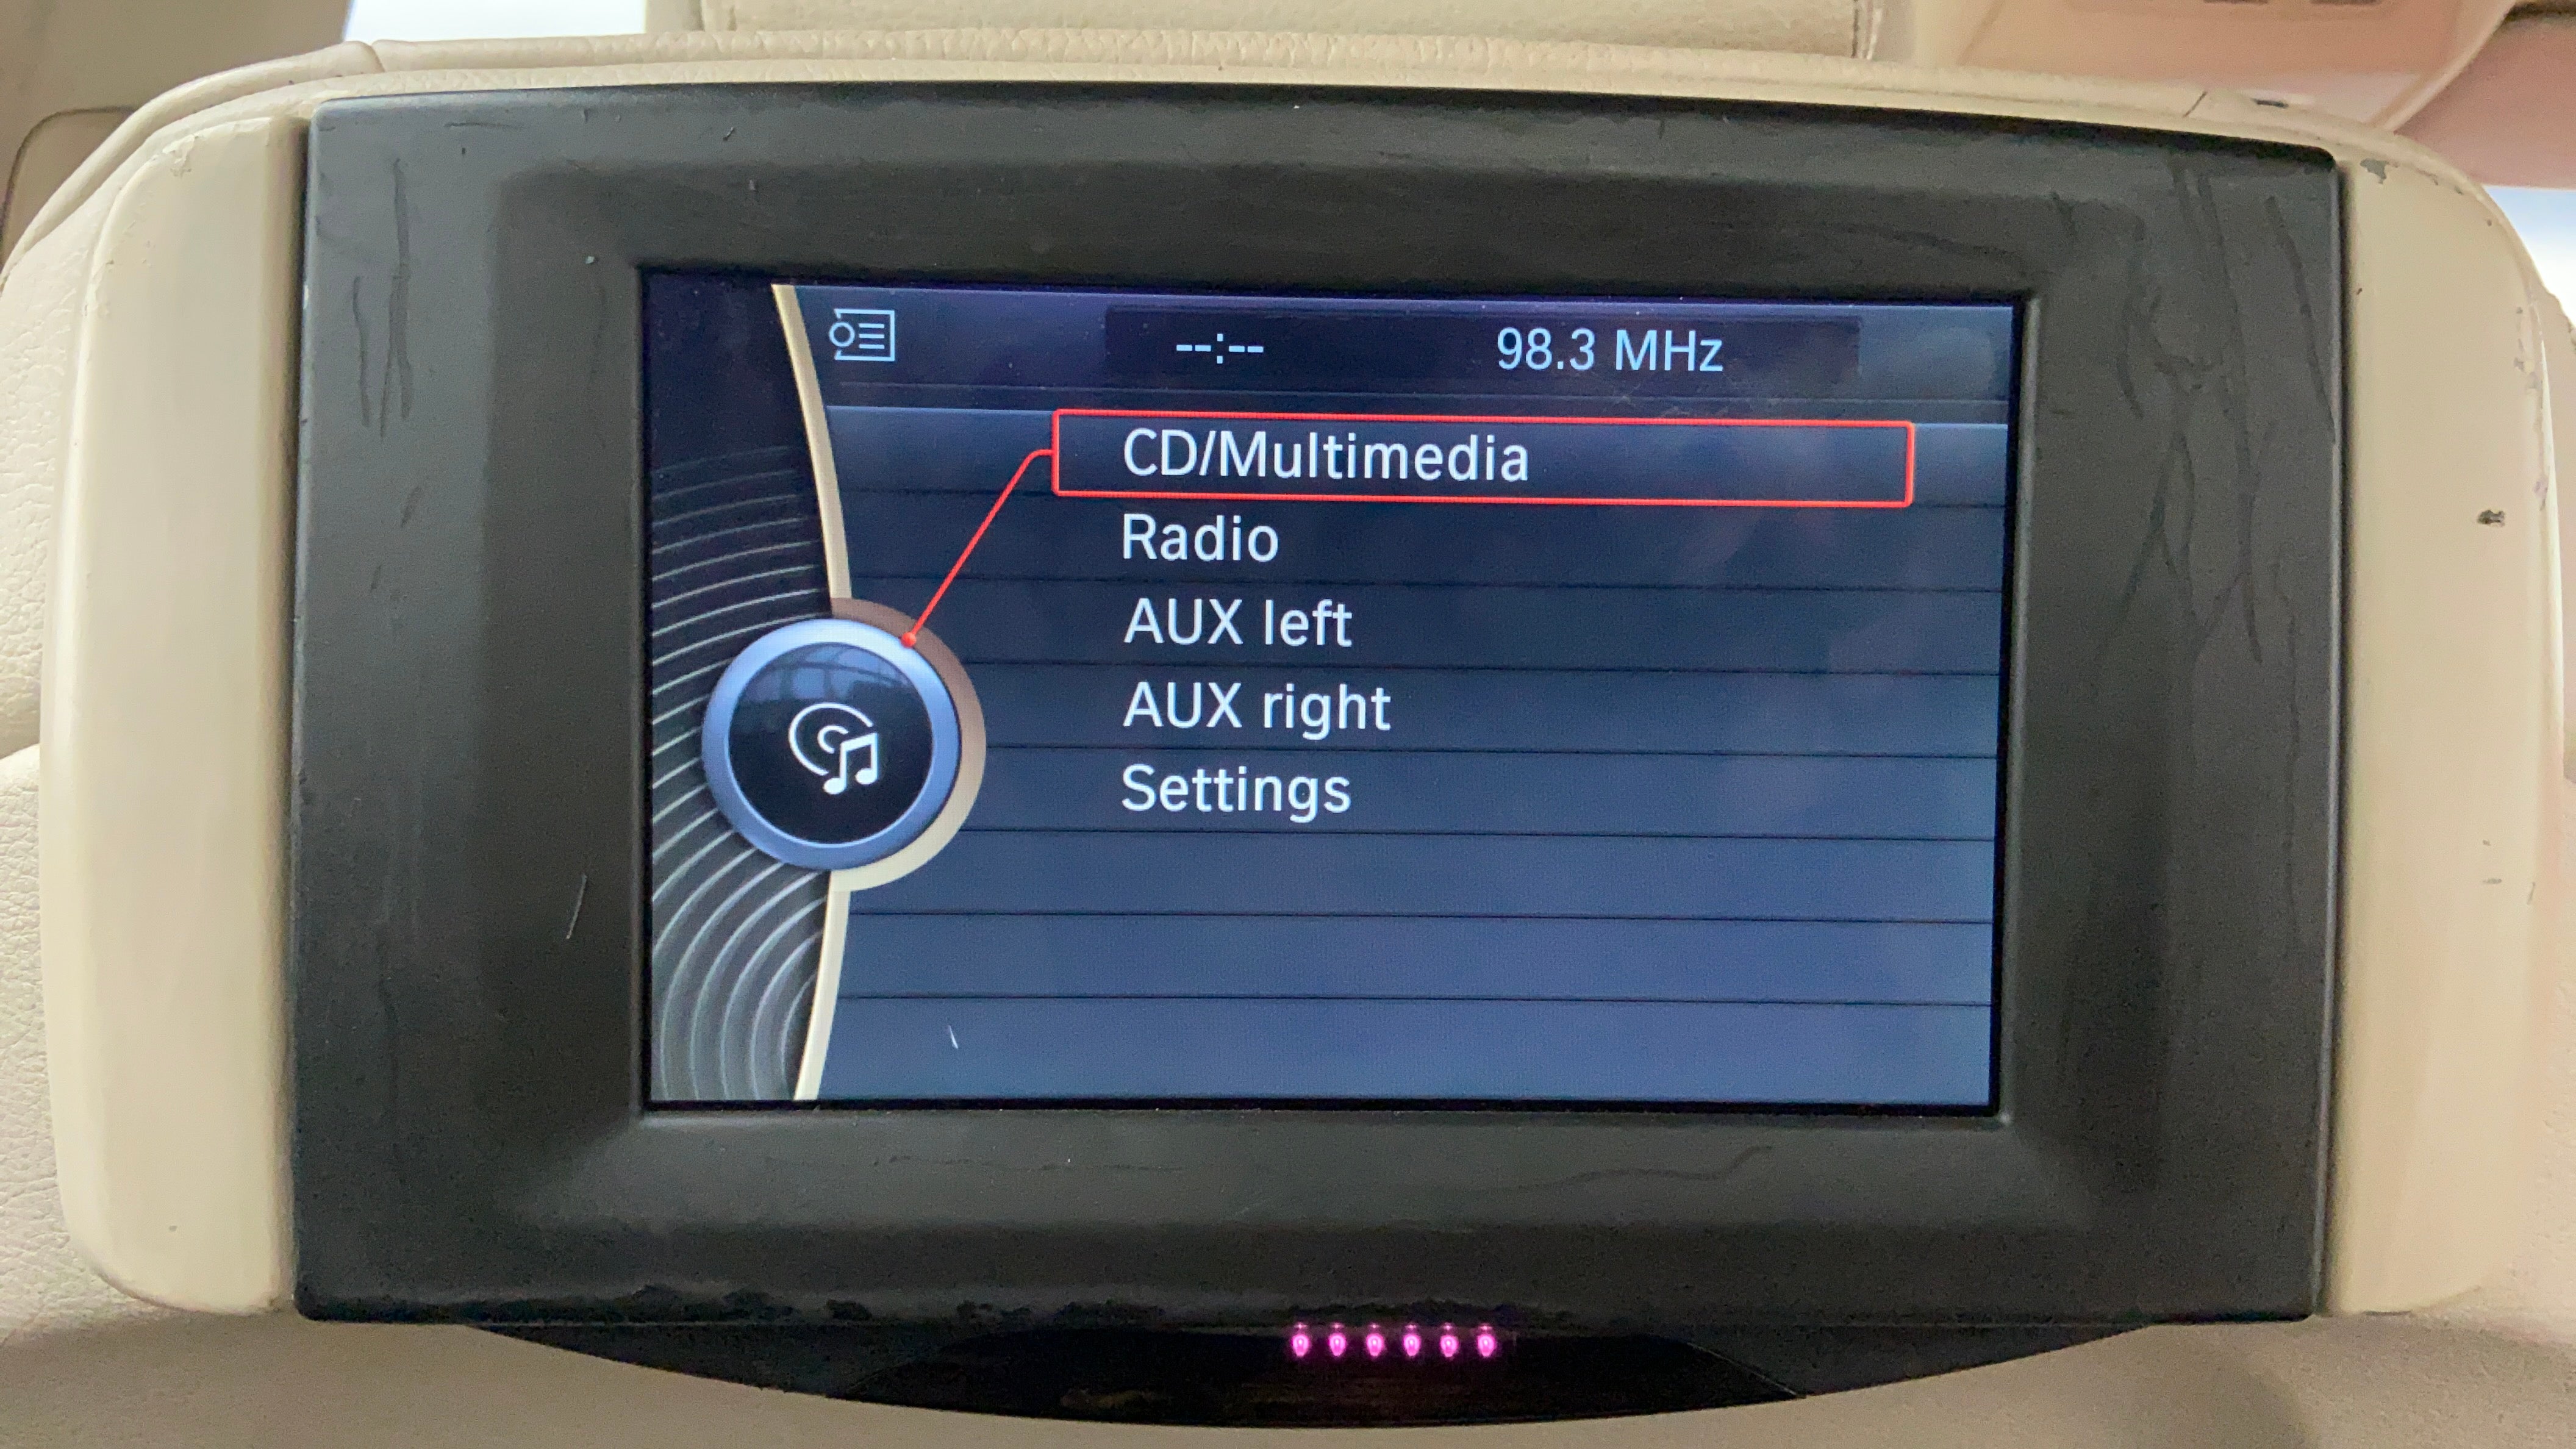 --:-- 98.3 MHz
CD/Multimedia
Radio
AUX left
AUX right
Settings